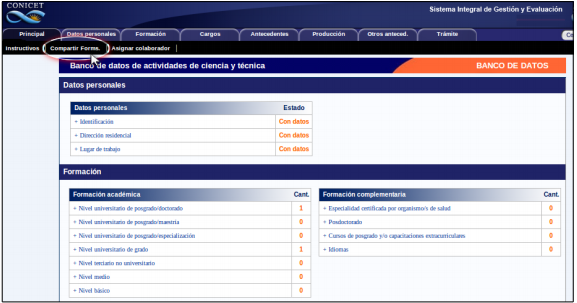 CONICET
Sistema Integral de Gestión y Evaluación
Principal Datos personales Formación Cargos Antecedentes Producción Otros anteced. Trámite
Instructivos Compartir Forms. Asignar colaborador
Banco de datos de actividades de ciencia y técnica BANCO DE DATOS
Datos personales
Datos personales Estado
+ Identificación Con datos
+ Dirección residencial Con datos
+ Lugar de trabajo Con datos
Formación
Formación académica Cant.
+ Nivel universitario de posgrado/doctorado 1
+ Nivel universitario de posgrado/maestría 0
+ Nivel universitario de posgrado/especialización 0
+ Nivel universitario de grado 1
+ Nivel terciario no universitario 0
+ Nivel medio 0
+ Nivel básico 0
Formación complementaria Cant.
+ Especialidad certificada por organismo/s de salud 0
+ Posdoctorado 0
+ Cursos de posgrado y/o capacitaciones extracurriculares 0
+ Idiomas 0